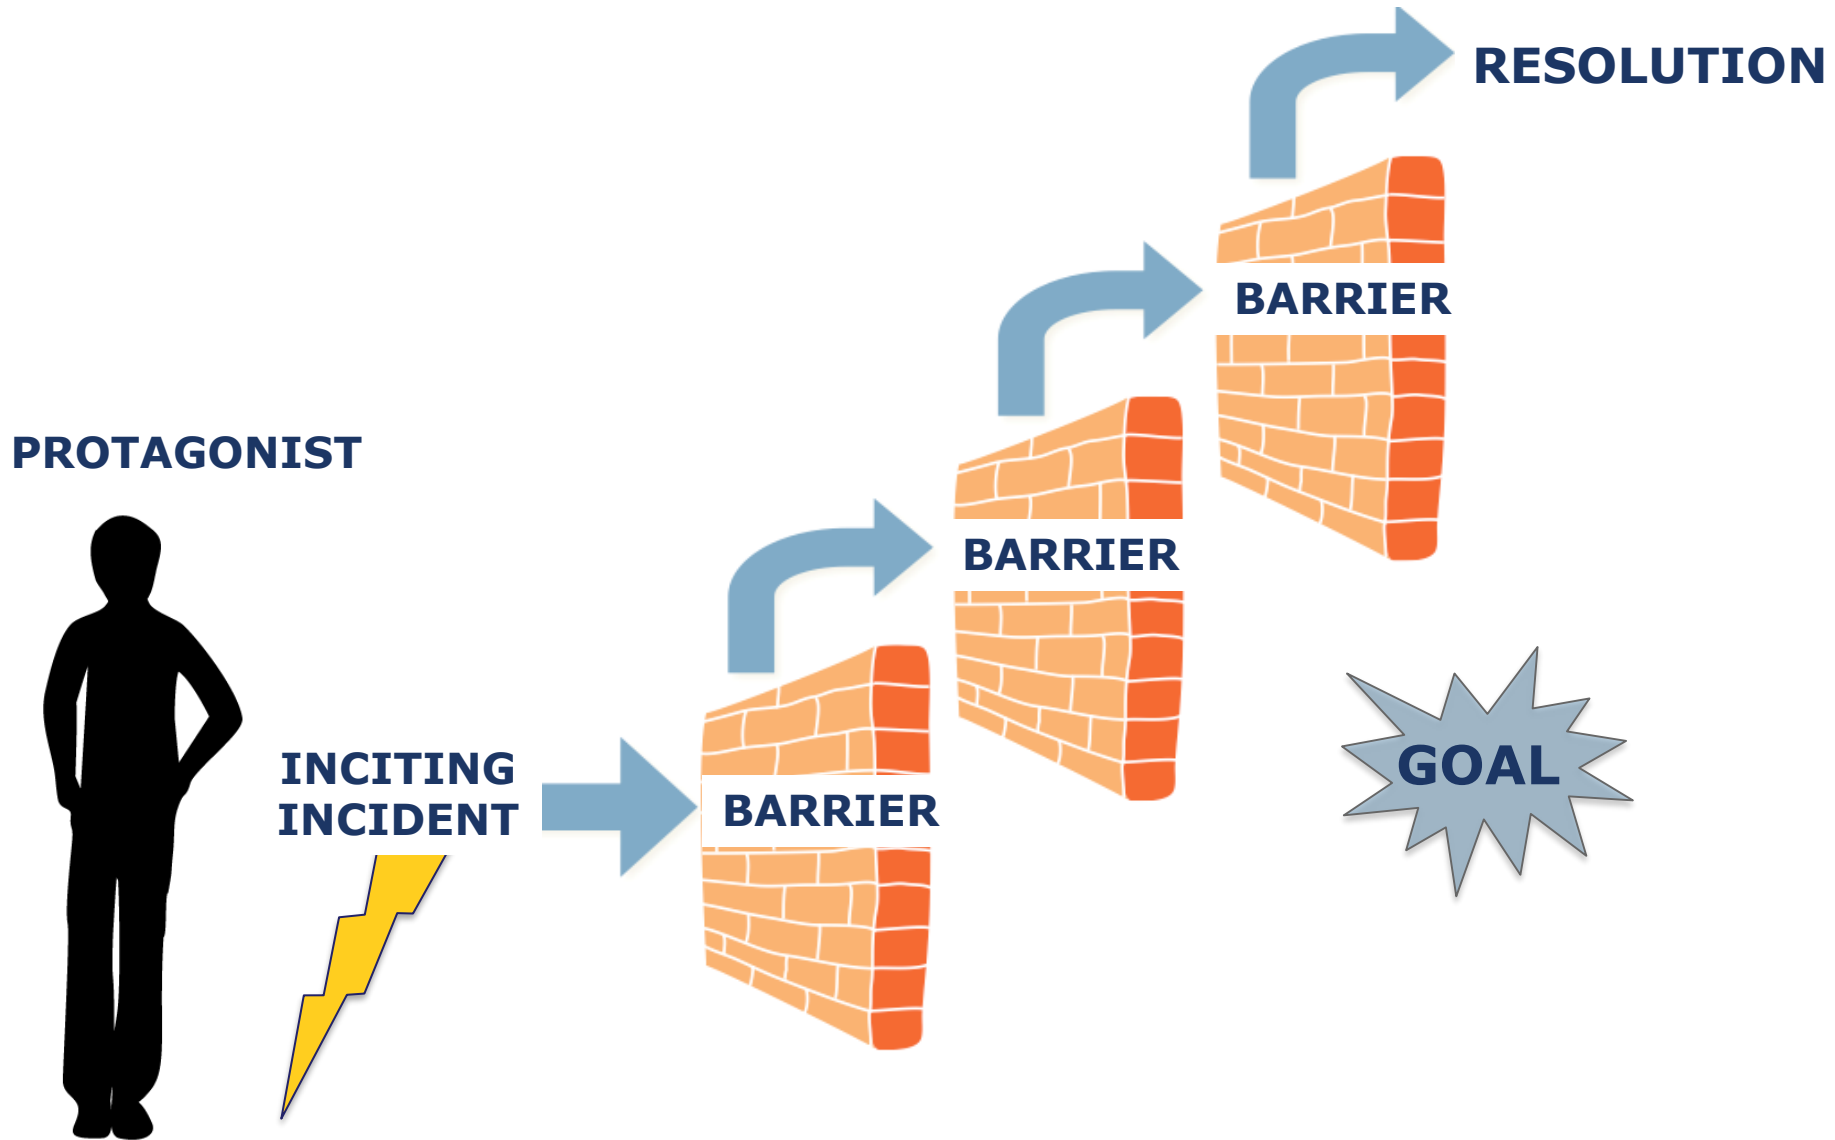 PROTAGONIST
INCITING
INCIDENT
BARRIER
BARRIER
BARRIER
RESOLUTION
GOAL